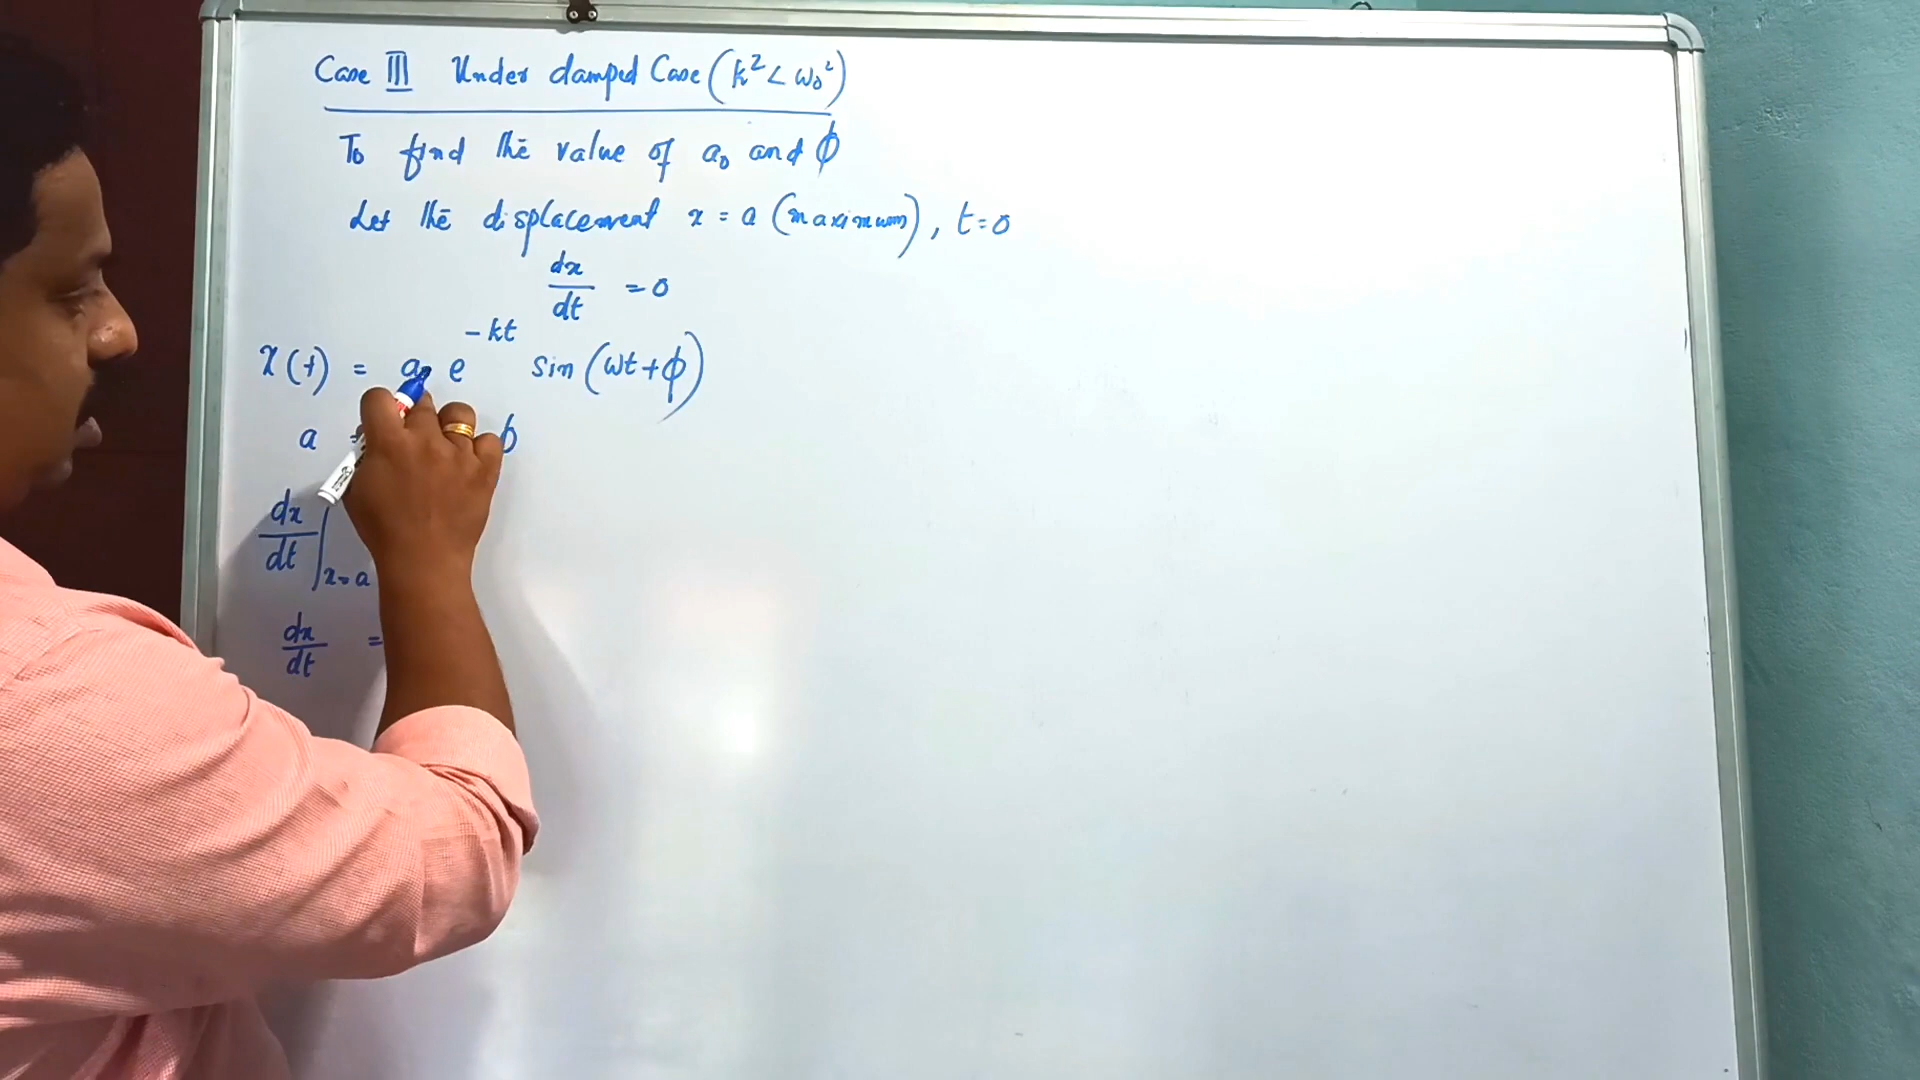 Case III Under damped Case (k² < ω₀²)
To find the value of a₀ and ϕ
Let the displacement x = a (maximum), t = 0
dx/dt = 0
x(t) = a₀ e^{-kt} sin (ωt + ϕ)
a = ϕ
dx/dt |ₓ₌ₐ
dx/dt =